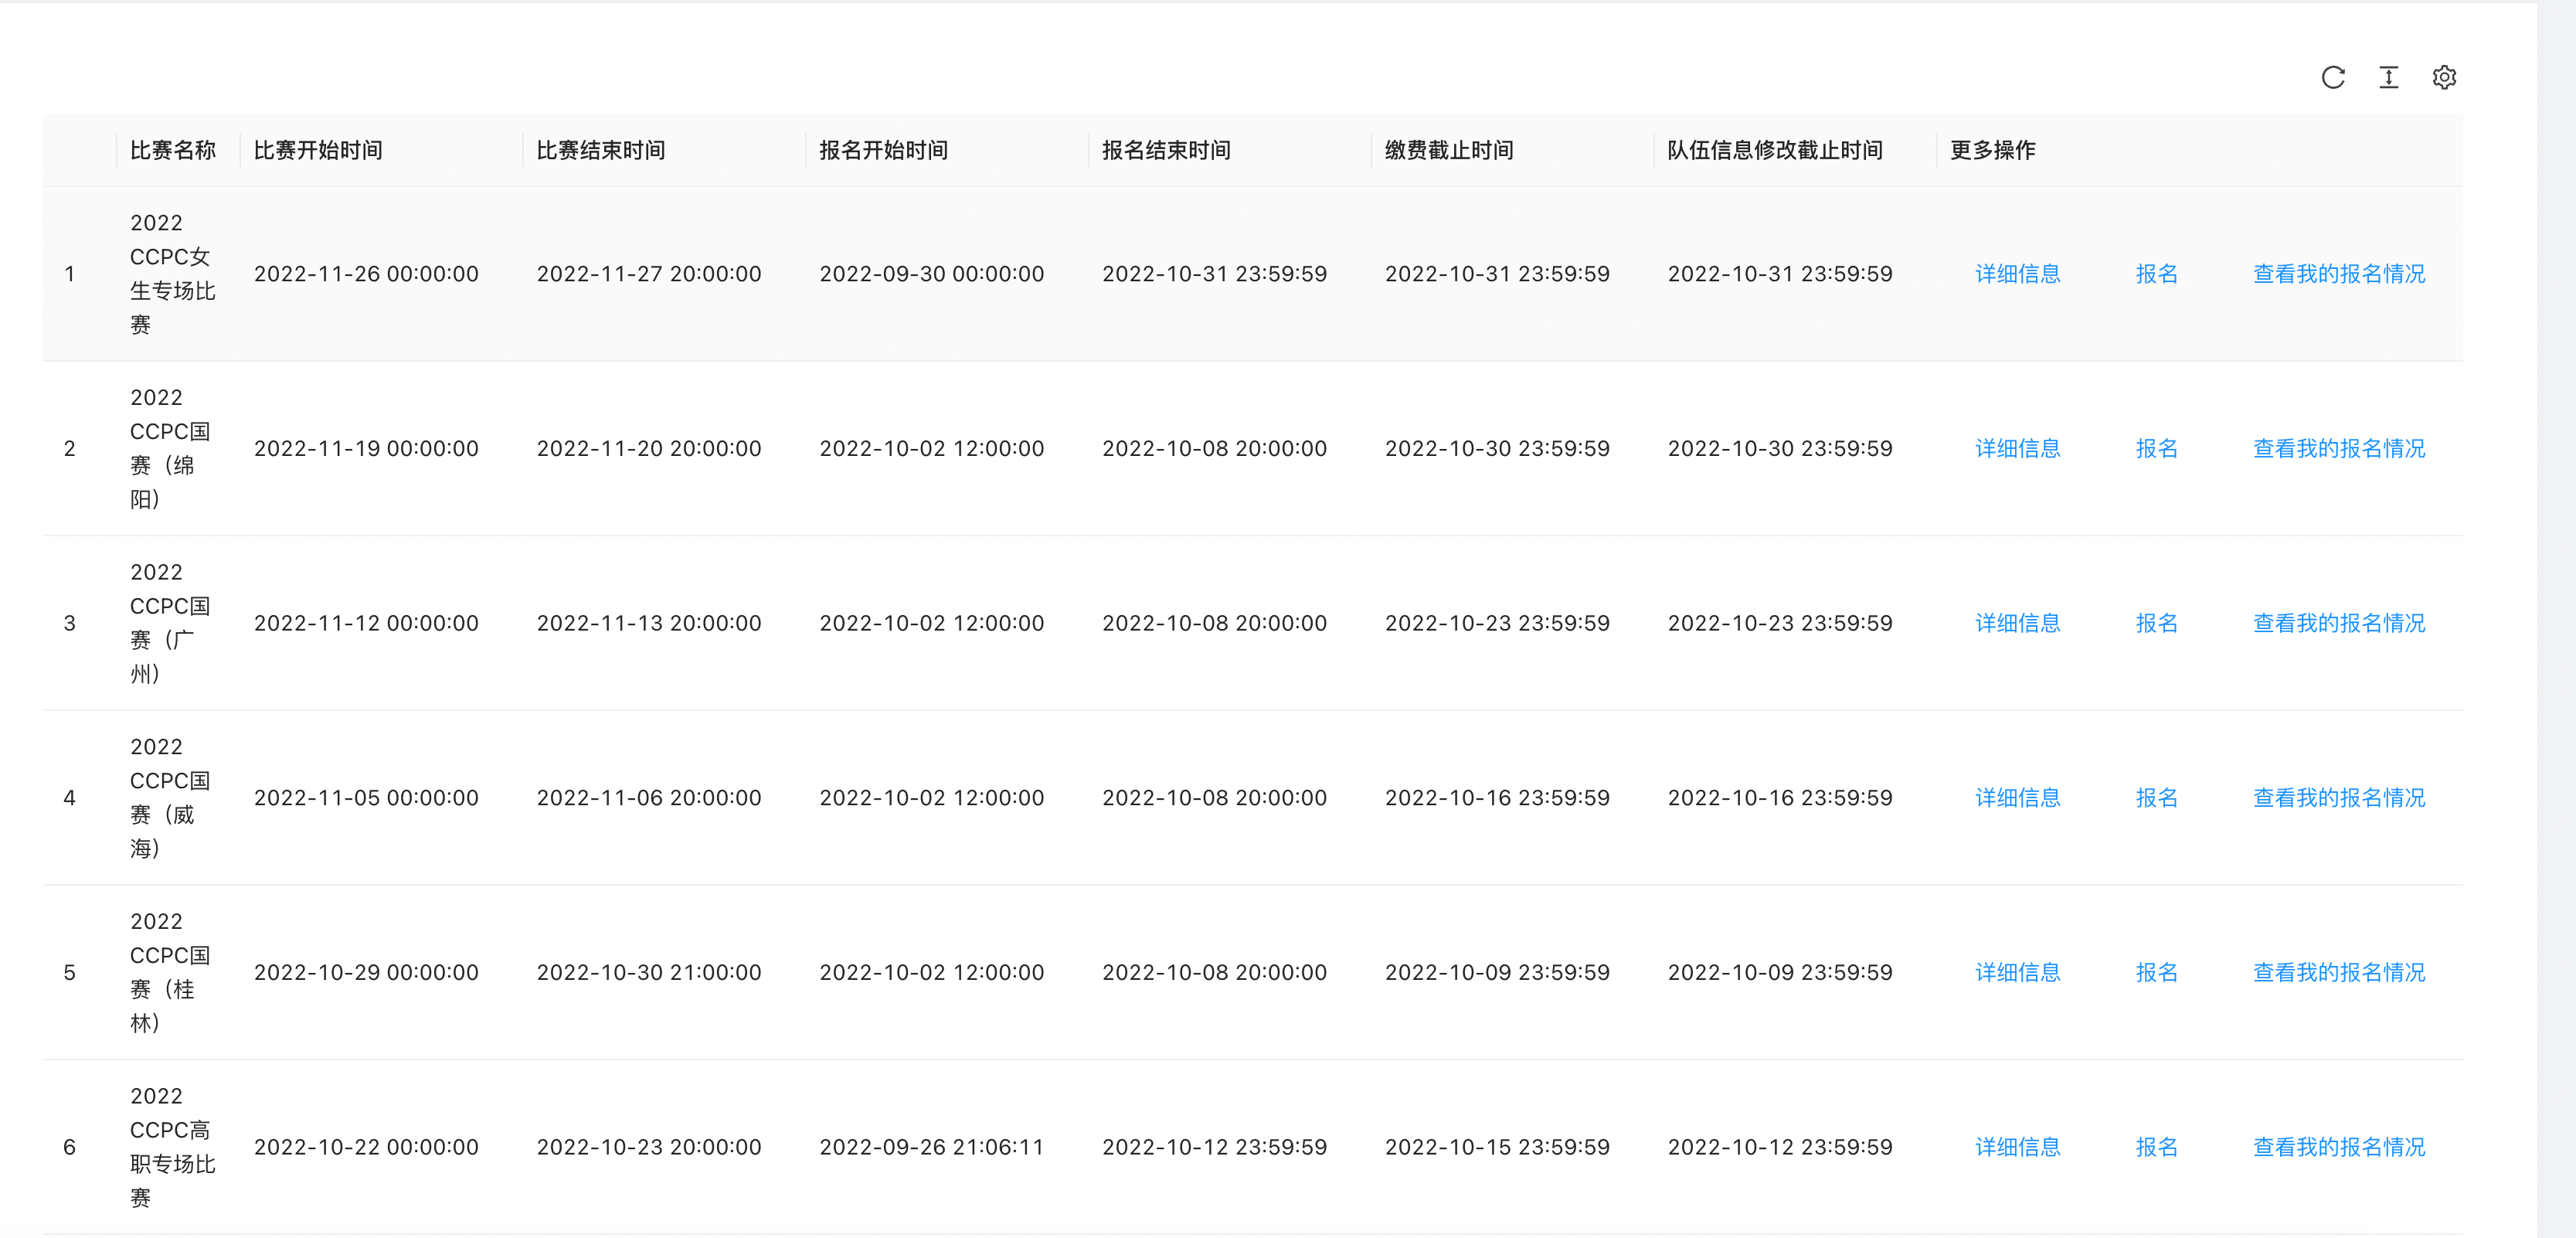 比赛名称 比赛开始时间 比赛结束时间 报名开始时间 报名结束时间 缴费截止时间 队伍信息修改截止时间 更多操作
2022
CCPC女
生专场比
赛
1 2022-11-26 00:00:00 2022-11-27 20:00:00 2022-09-30 00:00:00 2022-10-31 23:59:59 2022-10-31 23:59:59 2022-10-31 23:59:59 详细信息 报名 查看我的报名情况
2022
CCPC国
赛（绵
阳）
2 2022-11-19 00:00:00 2022-11-20 20:00:00 2022-10-02 12:00:00 2022-10-08 20:00:00 2022-10-30 23:59:59 2022-10-30 23:59:59 详细信息 报名 查看我的报名情况
2022
CCPC国
赛（广
州）
3 2022-11-12 00:00:00 2022-11-13 20:00:00 2022-10-02 12:00:00 2022-10-08 20:00:00 2022-10-23 23:59:59 2022-10-23 23:59:59 详细信息 报名 查看我的报名情况
2022
CCPC国
赛（威
海）
4 2022-11-05 00:00:00 2022-11-06 20:00:00 2022-10-02 12:00:00 2022-10-08 20:00:00 2022-10-16 23:59:59 2022-10-16 23:59:59 详细信息 报名 查看我的报名情况
2022
CCPC国
赛（桂
林）
5 2022-10-29 00:00:00 2022-10-30 21:00:00 2022-10-02 12:00:00 2022-10-08 20:00:00 2022-10-09 23:59:59 2022-10-09 23:59:59 详细信息 报名 查看我的报名情况
2022
CCPC高
职专场比
赛
6 2022-10-22 00:00:00 2022-10-23 20:00:00 2022-09-26 21:06:11 2022-10-12 23:59:59 2022-10-15 23:59:59 2022-10-12 23:59:59 详细信息 报名 查看我的报名情况